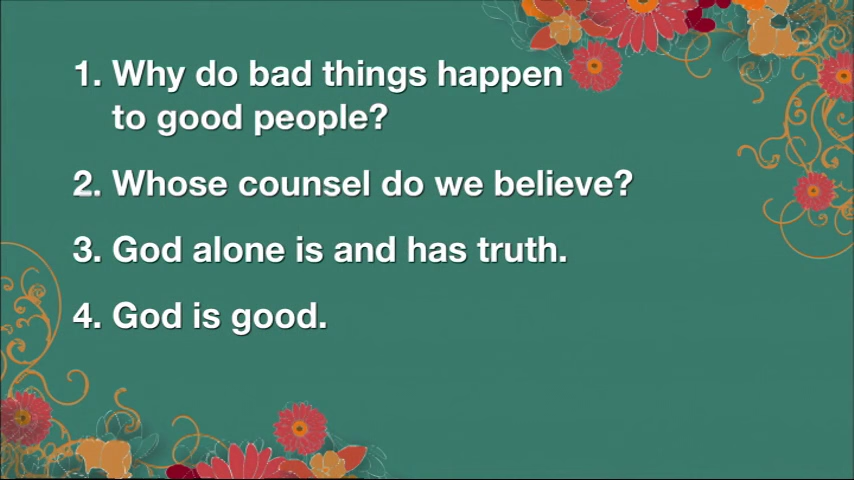 1. Why do bad things happen
to good people?
2. Whose counsel do we believe?
3. God alone is and has truth.
4. God is good.